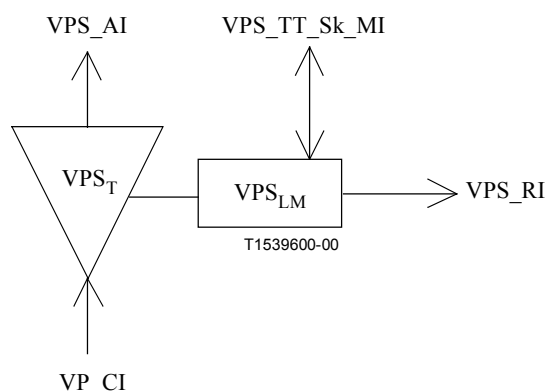 VPS_AI
VPS_TT_Sk_MI
VPS_T
VPS_LM
VPS_RI
T1539600-00
VP_CI